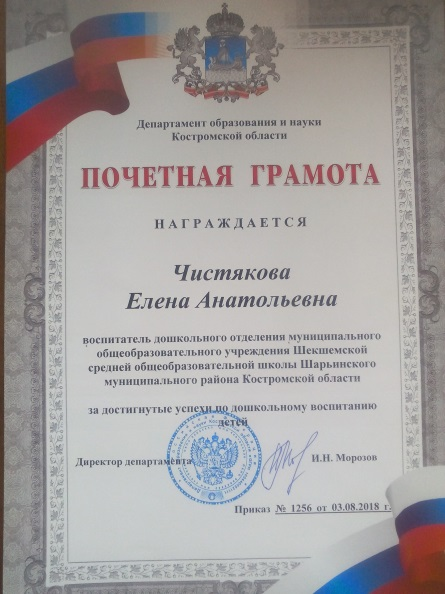 Департамент образования и науки
Костромской области
ПОЧЕТНАЯ ГРАМОТА
НАГРАЖДАЕТСЯ
Чистякова
Елена Анатольевна
воспитатель дошкольного отделения муниципального
общеобразовательного учреждения Шекшемской
средней общеобразовательной школы Шарьинского
муниципального района Костромской области
за достигнутые успехи по дошкольному воспитанию
детей
Директор департамента И.Н. Морозов
Приказ № 1256 от 03.08.2018 г.